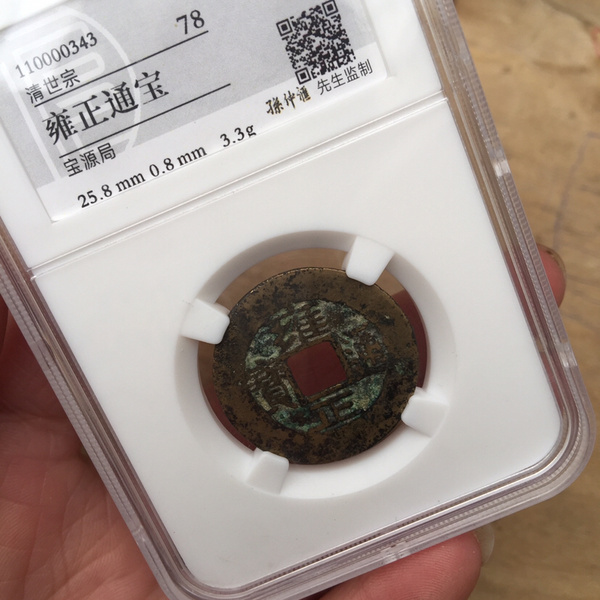 110000343 78
清世宗
雍正通宝
宝源局
孫仲滙 先生监制
25.8 mm 0.8 mm 3.3g
雍正通寳